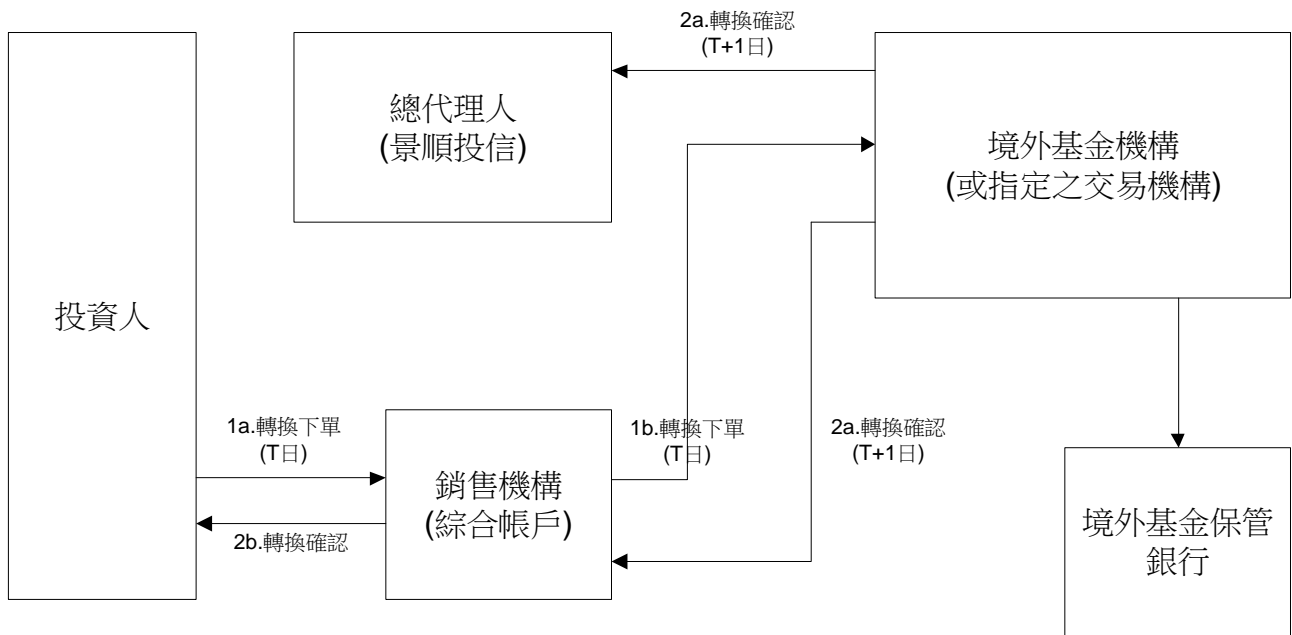 2a.轉換確認
(T+1日)
總代理人
(景順投信)
境外基金機構
(或指定之交易機構)
投資人
1a.轉換下單
(T日)
1b.轉換下單
(T日)
2a.轉換確認
(T+1日)
銷售機構
(綜合帳戶)
2b.轉換確認
境外基金保管
銀行